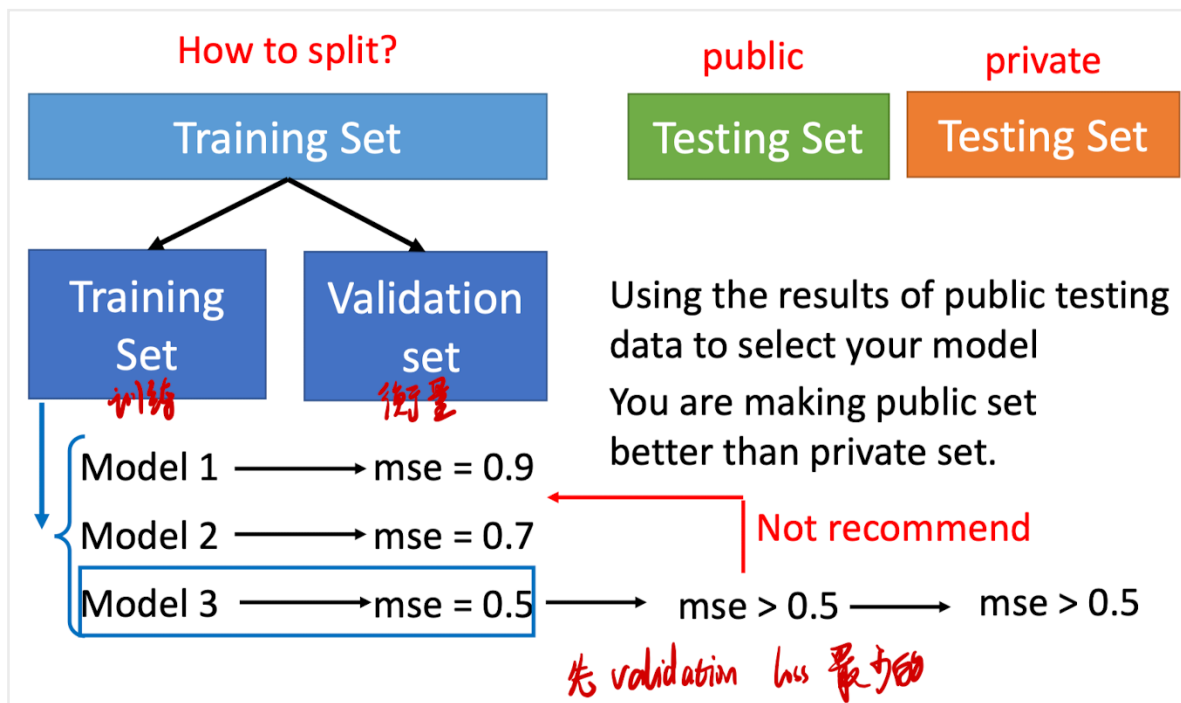 How to split?
public
private
Training Set
Testing Set
Testing Set
Training
Set
训练
Validation
set
衡量
Using the results of public testing
data to select your model
You are making public set
better than private set.
Model 1
mse = 0.9
Model 2
mse = 0.7
Not recommend
Model 3
mse = 0.5
mse > 0.5
mse > 0.5
validation loss 最少的